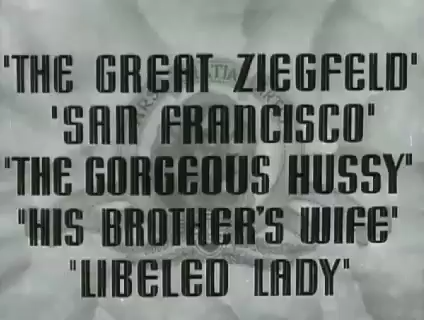 'THE GREAT ZIEGFELD'
'SAN FRANCISCO'
"THE GORGEOUS HUSSY"
"HIS BROTHER'S WIFE"
"LIBELED LADY"